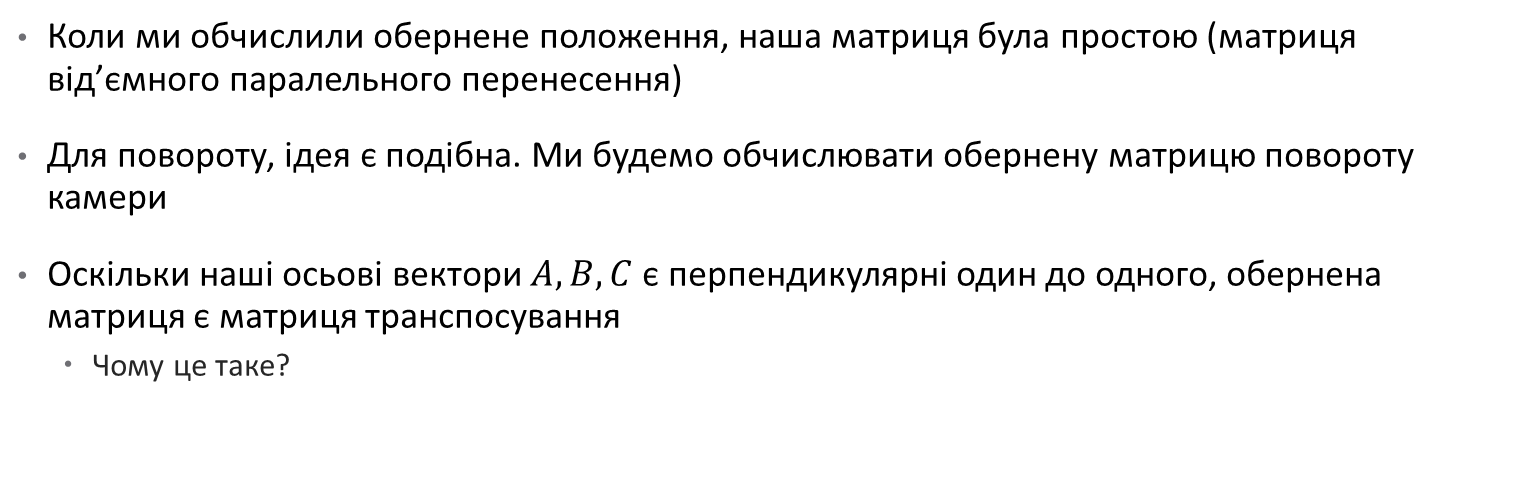 • Коли ми обчислили обернене положення, наша матриця була простою (матриця
від’ємного паралельного перенесення)
• Для повороту, ідея є подібна. Ми будемо обчислювати обернену матрицю повороту
камери
• Оскільки наші осьові вектори A, B, C є перпендикулярні один до одного, обернена
матриця є матриця транспосування
• Чому це таке?